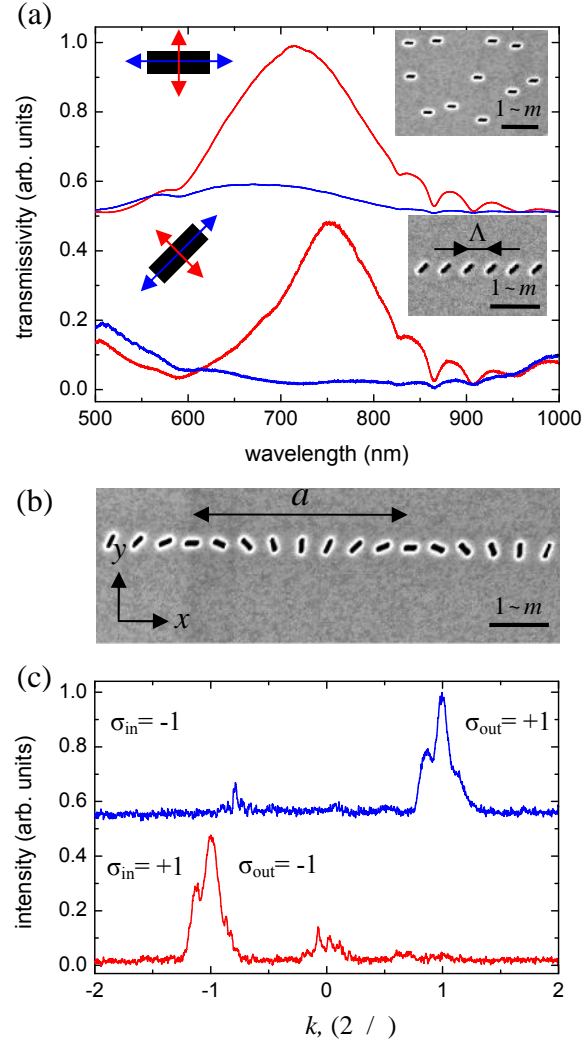 (a)
1.0
0.8
0.6
0.4
0.2
0.0
transmissivity (arb. units)
1 ~ m
Λ
1 ~ m
500 600 700 800 900 1000
wavelength (nm)
(b)
a
y
x
1 ~ m
(c)
1.0
0.8
0.6
0.4
0.2
0.0
intensity (arb. units)
σin= -1
σout= +1
σin= +1
σout= -1
-2 -1 0 1 2
k, (2 / )